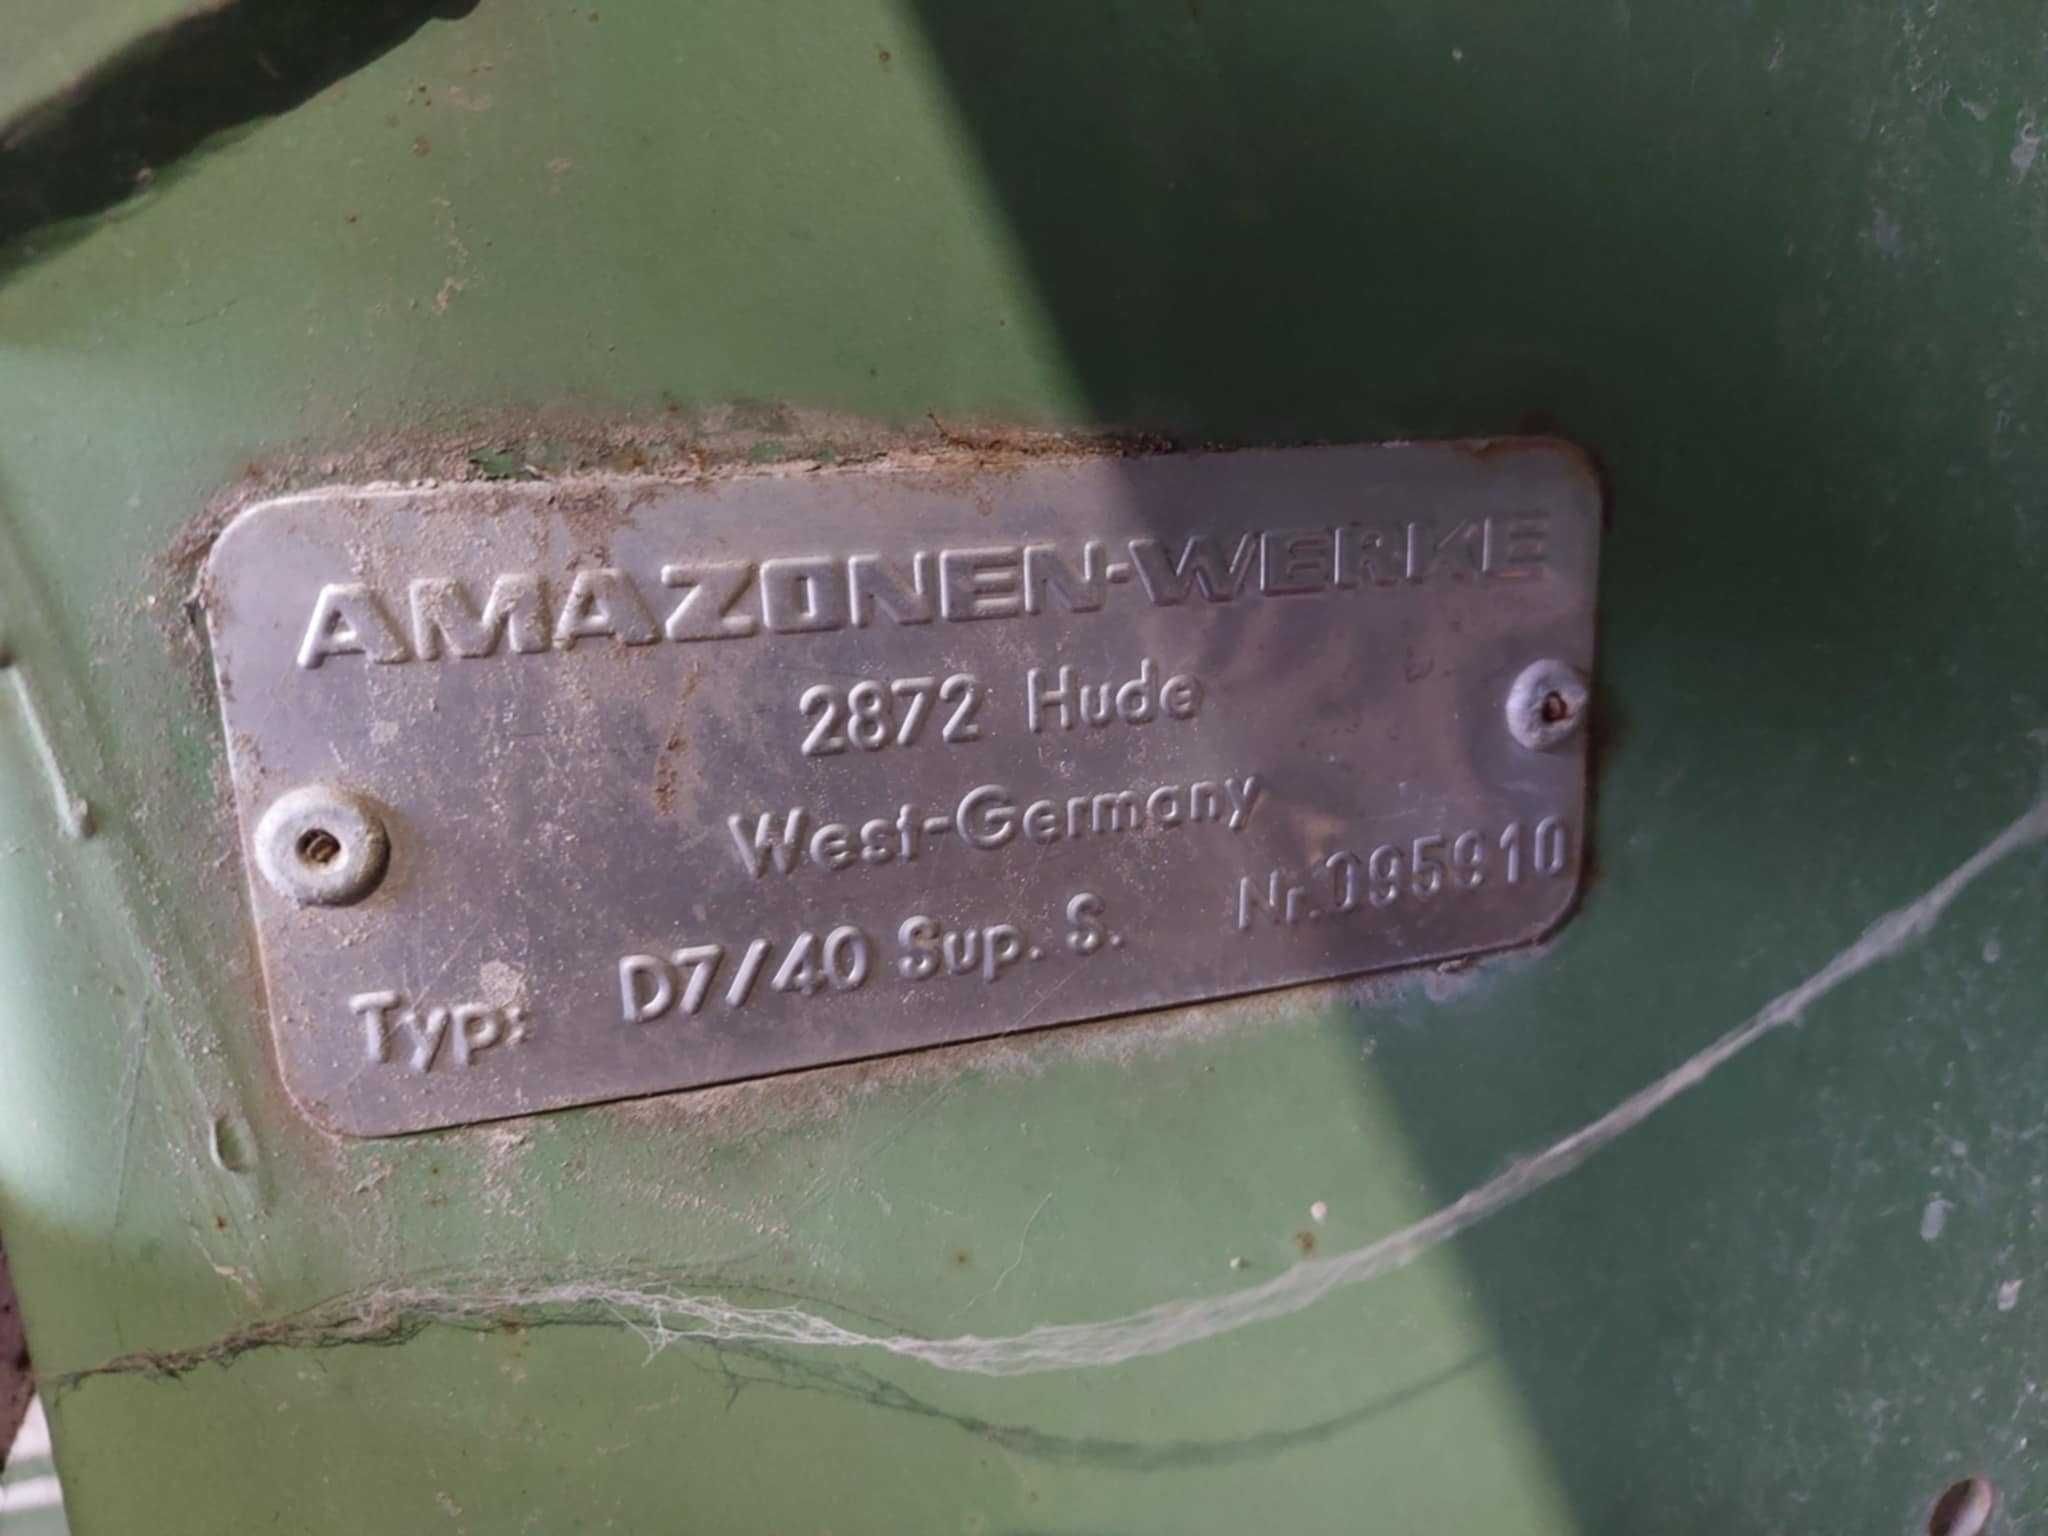 AMAZONEN-WERKE
2872 Hude
West-Germany
Typ: D7/40 Sup. S. Nr. 095910